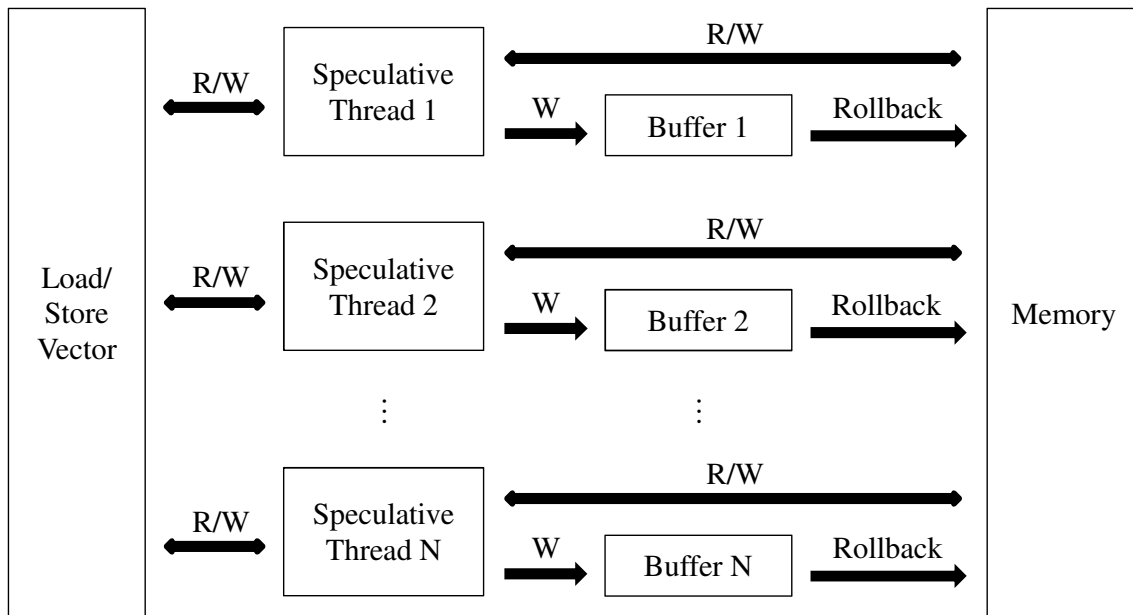 Load/
Store
Vector
R/W
Speculative
Thread 1
R/W
W
Buffer 1
Rollback
R/W
Speculative
Thread 2
R/W
W
Buffer 2
Rollback
⋮
⋮
R/W
Speculative
Thread N
R/W
W
Buffer N
Rollback
Memory